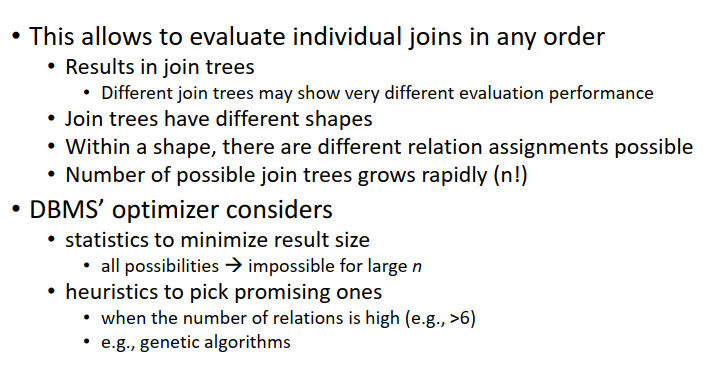 • This allows to evaluate individual joins in any order
• Results in join trees
• Different join trees may show very different evaluation performance
• Join trees have different shapes
• Within a shape, there are different relation assignments possible
• Number of possible join trees grows rapidly (n!)
• DBMS’ optimizer considers
• statistics to minimize result size
• all possibilities → impossible for large n
• heuristics to pick promising ones
• when the number of relations is high (e.g., >6)
• e.g., genetic algorithms